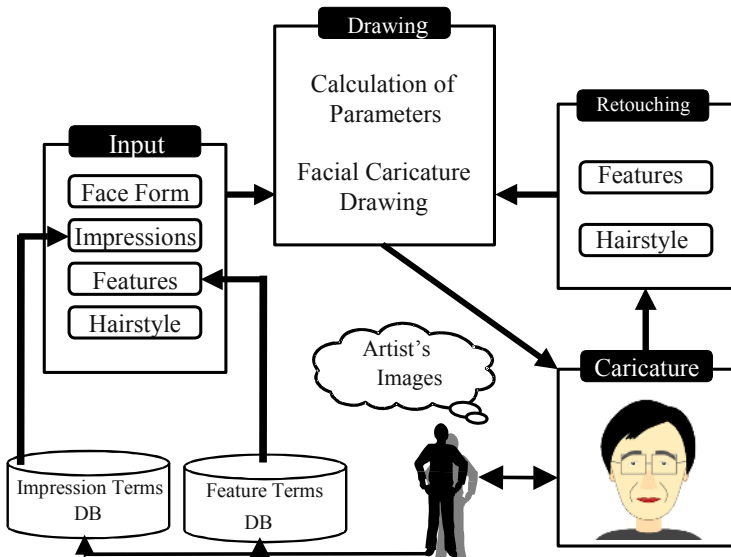 Drawing
Calculation of
Parameters
Facial Caricature
Drawing
Input
Face Form
Impressions
Features
Hairstyle
Retouching
Features
Hairstyle
Artist's
Images
Caricature
Impression Terms
DB
Feature Terms
DB